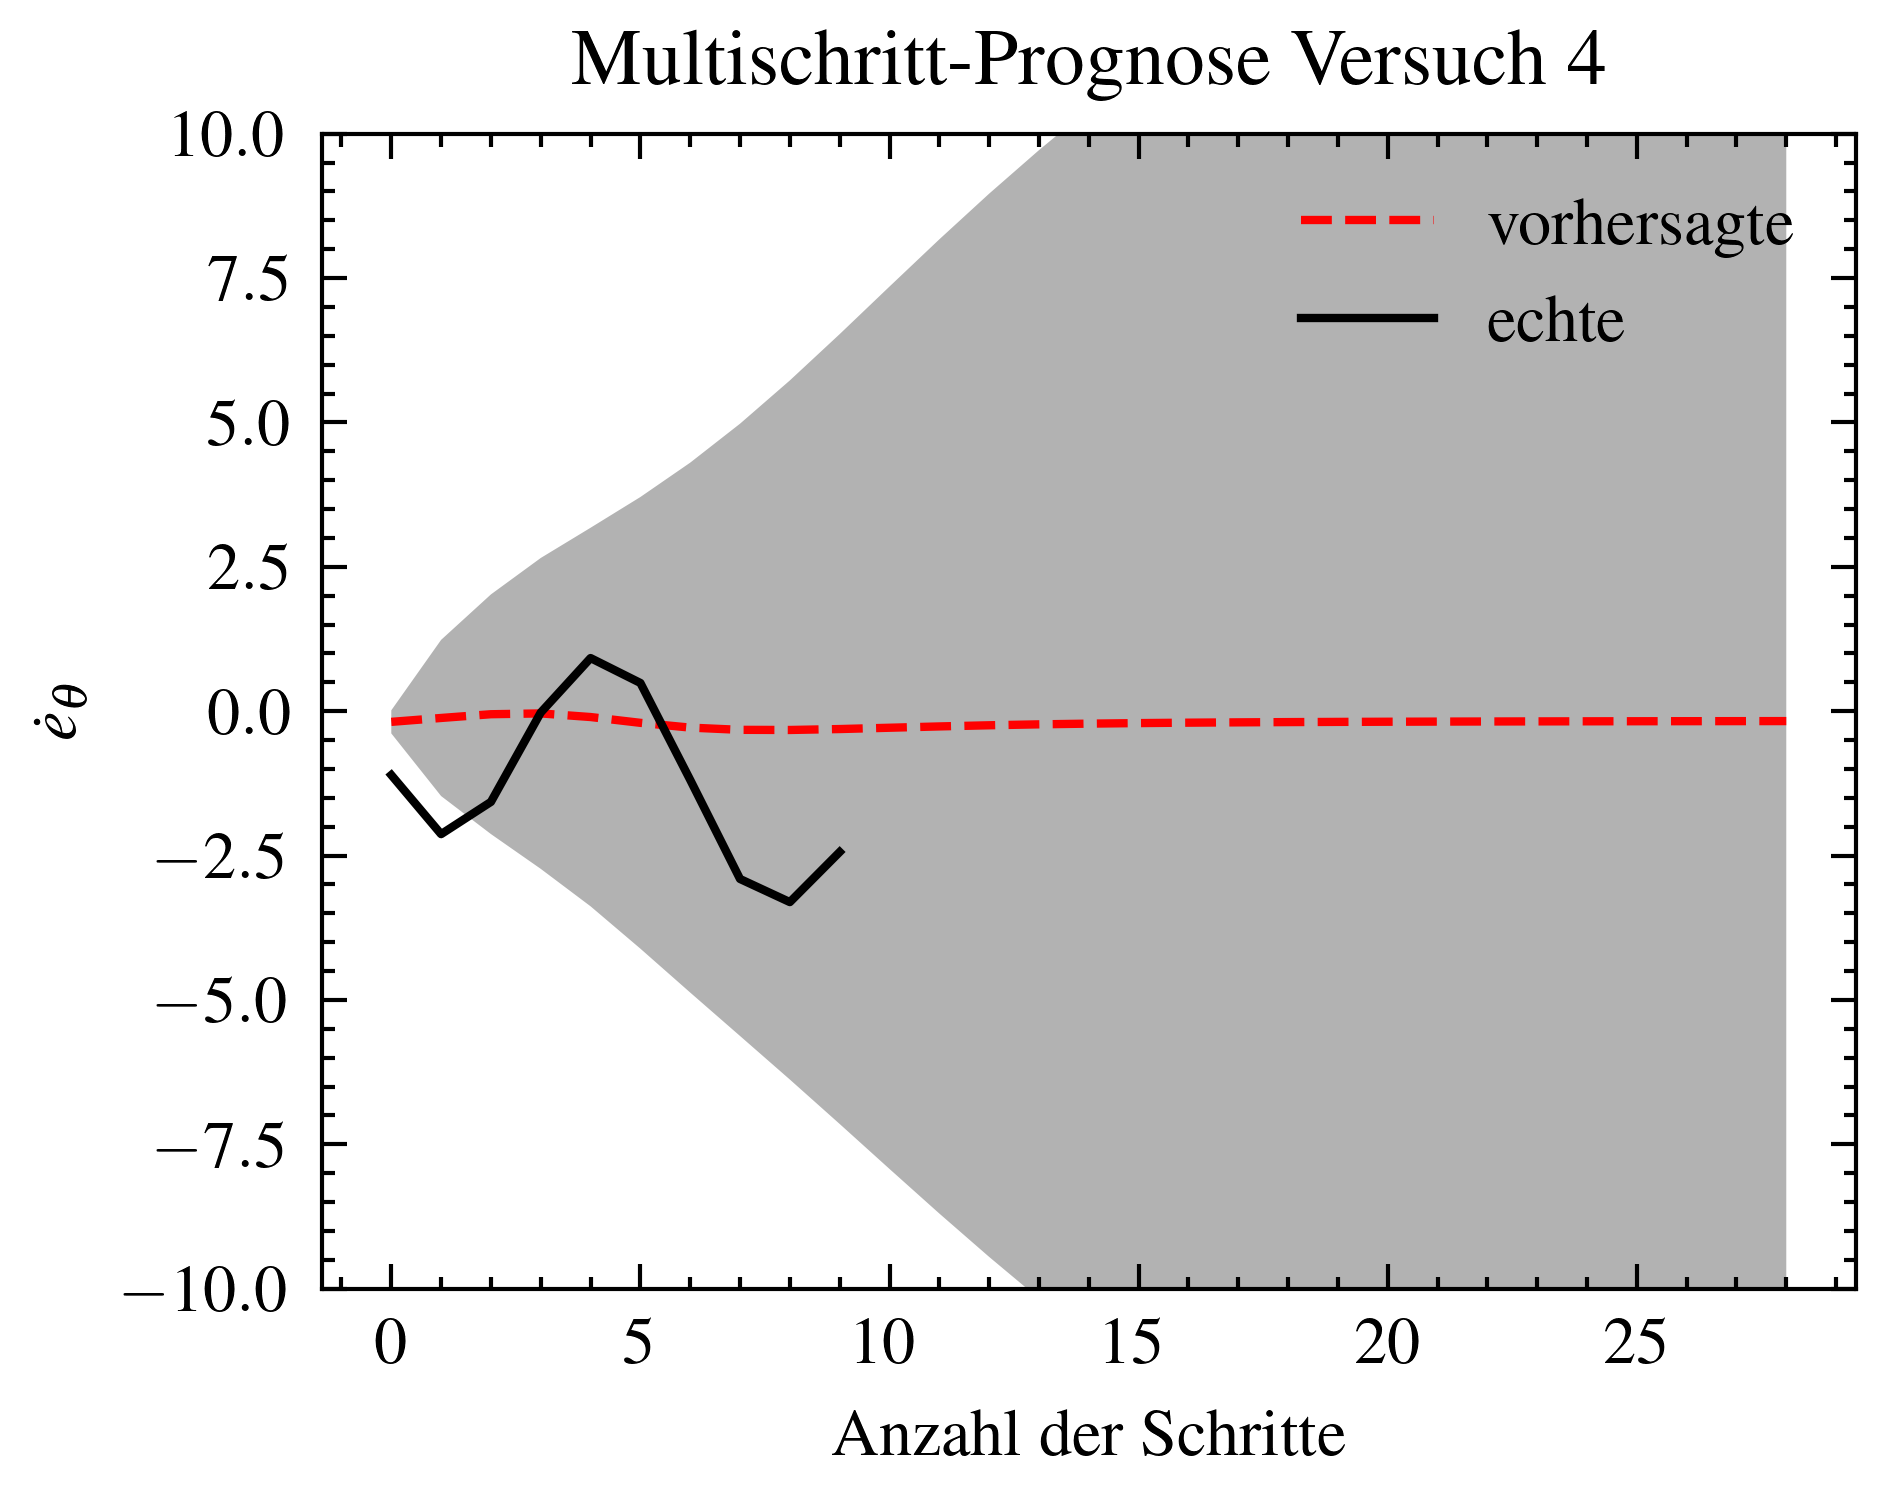 Multischritt-Prognose Versuch 4
10.0
7.5
5.0
2.5
0.0
−2.5
−5.0
−7.5
−10.0
ė_θ
vorhersagte
echte
0 5 10 15 20 25
Anzahl der Schritte